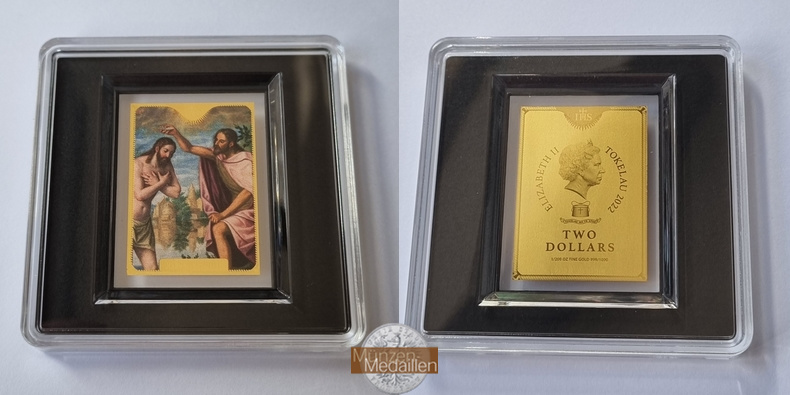 IHS
ELIZABETH II
TOKELAU 2022
TWO
DOLLARS
Münzen-
Medaillen